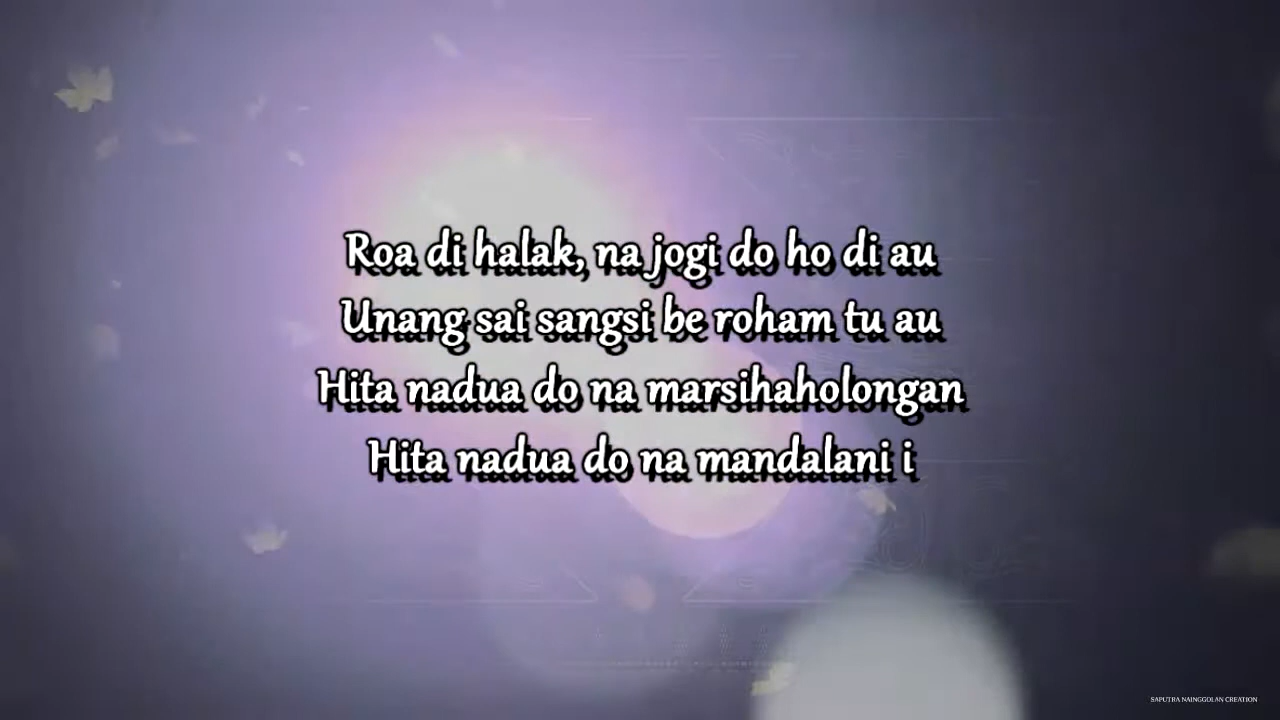 Roa di halak, na jogi do ho di au
Unang sai sangsi be roham tu au
Hita nadua do na marsihaholongan
Hita nadua do na mandalani i
SAPUTRA NAINGGOLAN CREATION